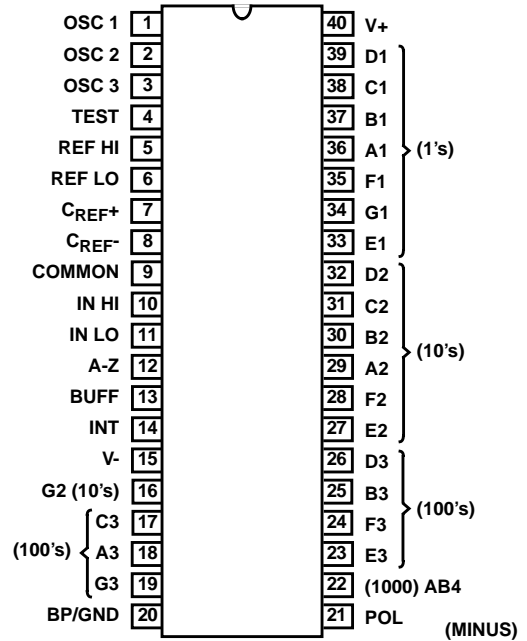 OSC 1 1 40 V+
OSC 2 2 39 D1
OSC 3 3 38 C1
TEST 4 37 B1
REF HI 5 36 A1 (1's)
REF LO 6 35 F1
CREF+ 7 34 G1
CREF- 8 33 E1
COMMON 9 32 D2
IN HI 10 31 C2
IN LO 11 30 B2
A-Z 12 29 A2 (10's)
BUFF 13 28 F2
INT 14 27 E2
V- 15 26 D3
G2 (10's) 16 25 B3
C3 17 24 F3 (100's)
(100's) A3 18 23 E3
G3 19 22 (1000) AB4
BP/GND 20 21 POL
(MINUS)